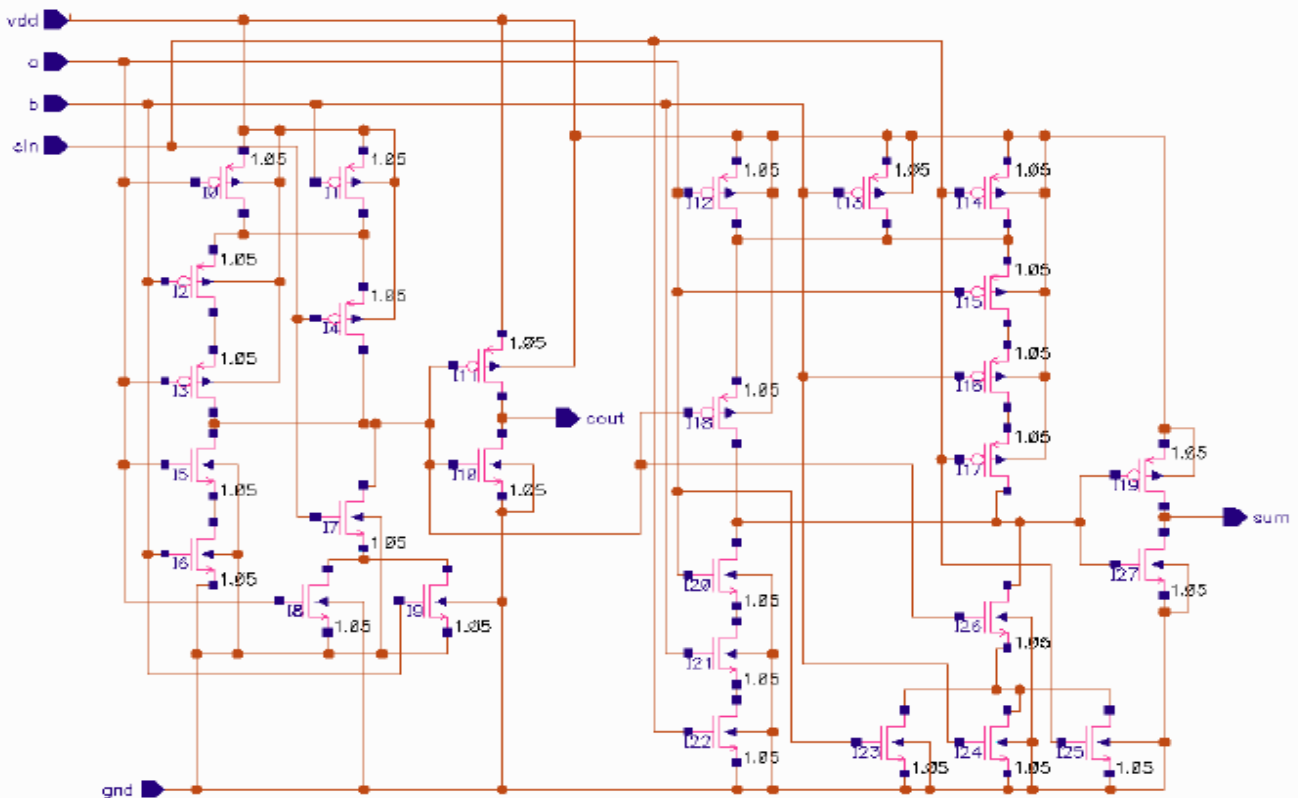 vdd
a
b
cin
1.05 1.05
I0 I1
1.05 1.05 1.05
I12 I13 I14
1.05
I2
1.05
I4
1.05
I15
1.05
I3
1.05
I11
cout
1.05
I18
1.05
I16
1.05
I5
1.05
I10
1.05
I17
1.05
I19
sum
1.05
I6
1.05
I7
1.05
I8
1.05
I9
1.05
I20
1.05
I26
1.05
I27
1.05
I21
1.05
I22
1.05
I23
1.05
I24
1.05
I25
gnd